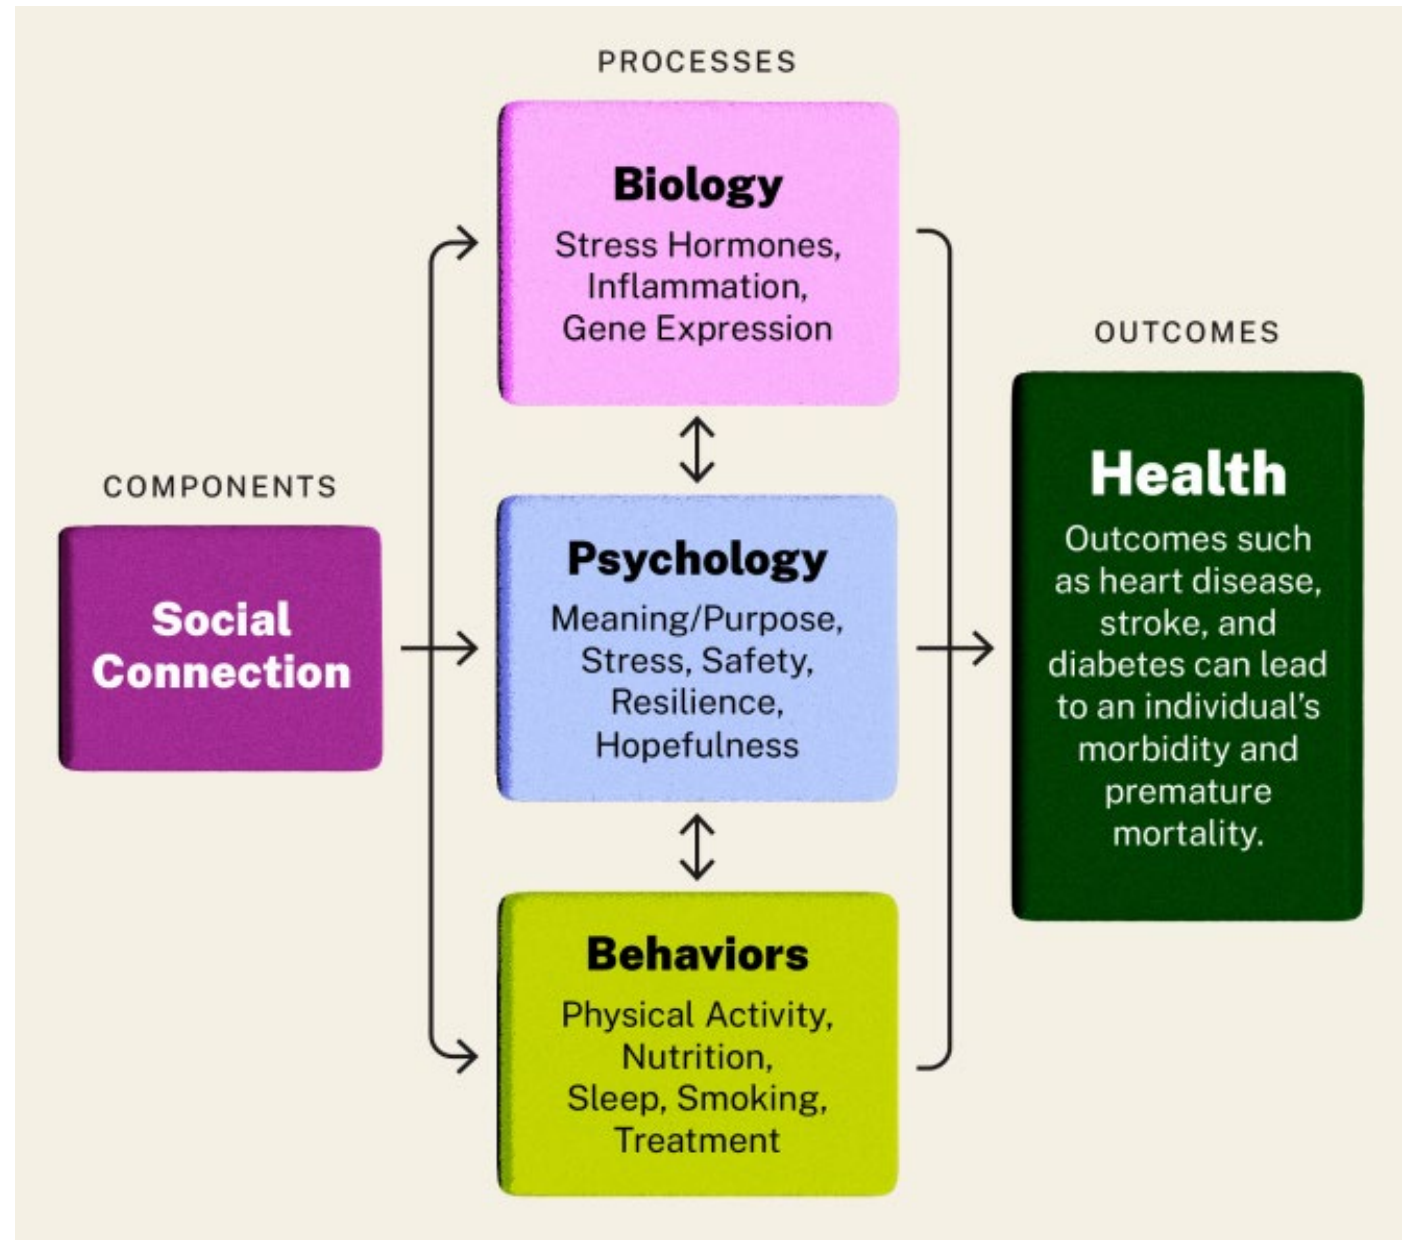 PROCESSES
Biology
Stress Hormones,
Inflammation,
Gene Expression
COMPONENTS
Social
Connection
Psychology
Meaning/Purpose,
Stress, Safety,
Resilience,
Hopefulness
Behaviors
Physical Activity,
Nutrition,
Sleep, Smoking,
Treatment
OUTCOMES
Health
Outcomes such
as heart disease,
stroke, and
diabetes can lead
to an individual’s
morbidity and
premature
mortality.